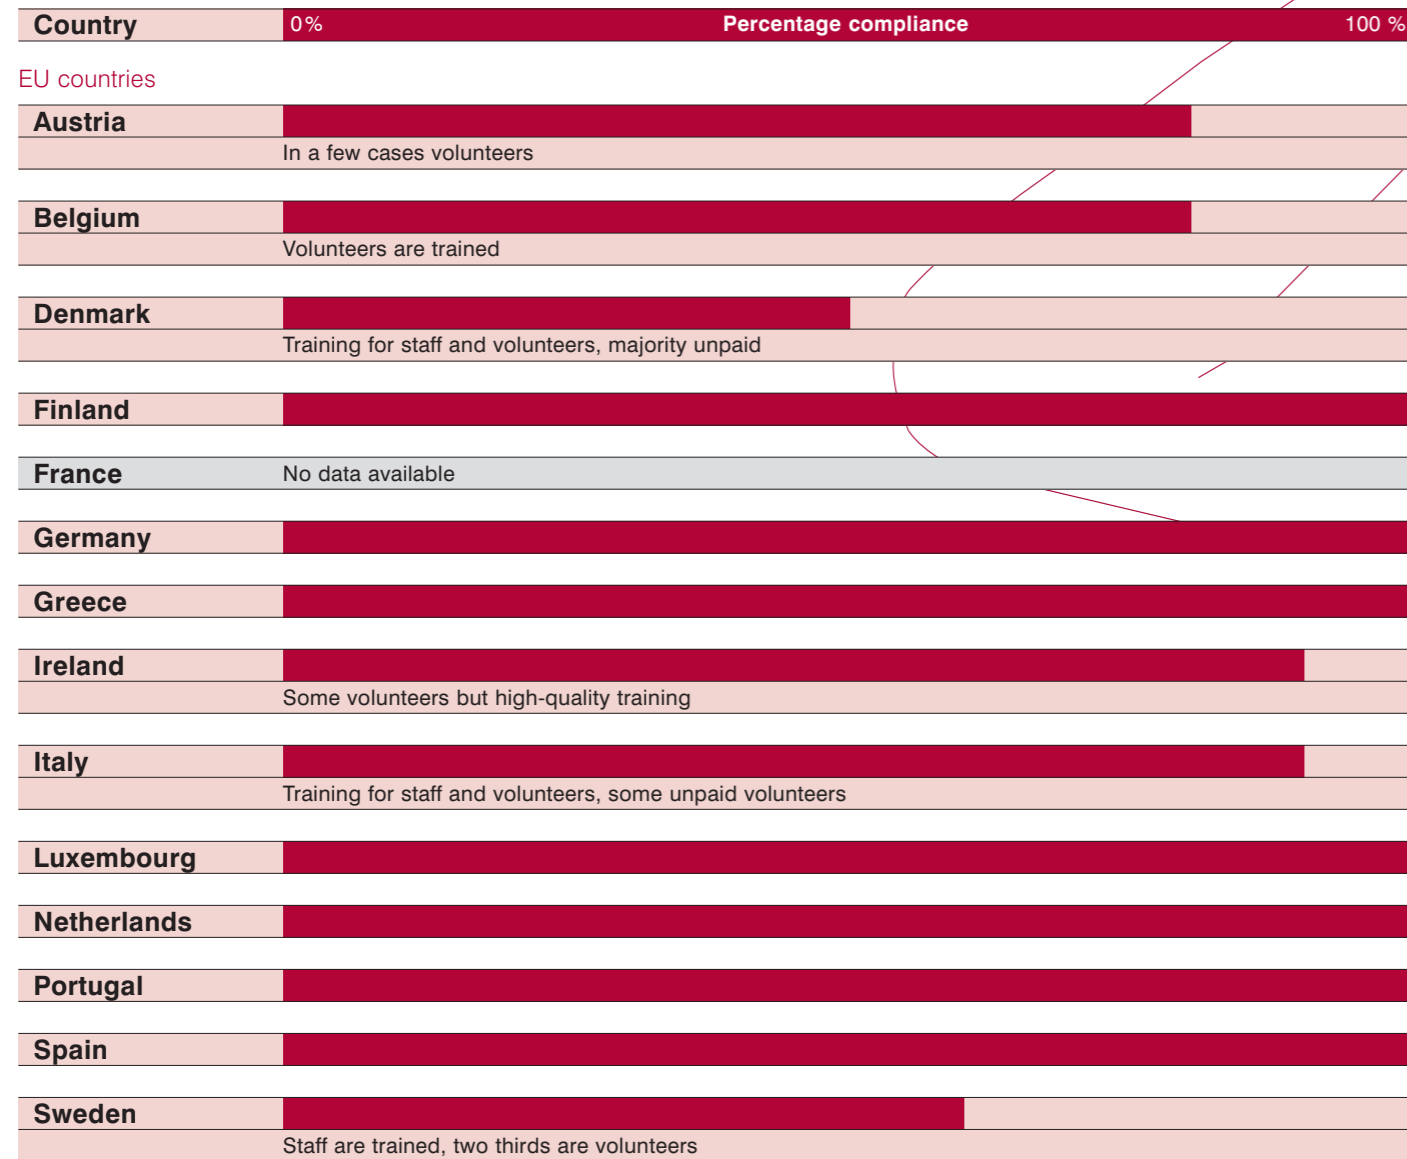 Country 0% Percentage compliance 100 %
EU countries
Austria
In a few cases volunteers
Belgium
Volunteers are trained
Denmark
Training for staff and volunteers, majority unpaid
Finland
France No data available
Germany
Greece
Ireland
Some volunteers but high-quality training
Italy
Training for staff and volunteers, some unpaid volunteers
Luxembourg
Netherlands
Portugal
Spain
Sweden
Staff are trained, two thirds are volunteers